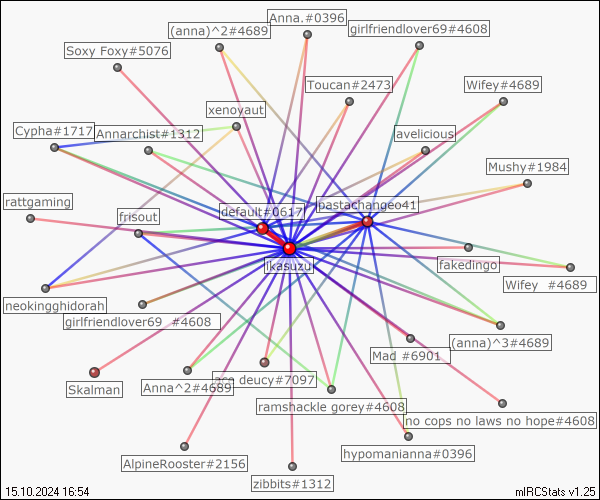 Anna.#0396
(anna)^2#4689
girlfriendlover69#4608
Soxy Foxy#5076
Toucan#2473
Wifey#4689
xenoyaut
Cypha#1717
Annarchist#1312
avelicious
Mushy#1984
rattgaming
frisout
default#0617
pastachangeo41
ikasuzu
fakedingo
Wifey #4689
neokingghidorah
girlfriendlover69 #4608
(anna)^3#4689
Mad #6901
Skalman
Anna^2#4689
deucy#7097
ramshackle gorey#4608
no cops no laws no hope#4608
hypomanianna#0396
AlpineRooster#2156
zibbits#1312
15.10.2024 16:54
mIRCStats v1.25